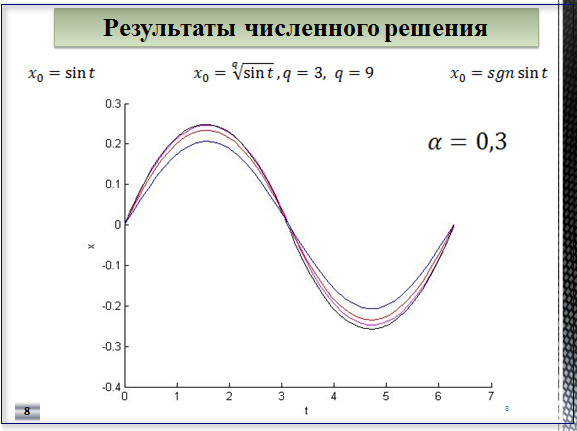 Результаты численного решения
x₀ = sin t
x₀ = \sqrt[q]{sin t}, q = 3, q = 9
x₀ = sgn sin t
α = 0,3
0.3
0.2
0.1
0
-0.1
-0.2
-0.3
-0.4
x
0 1 2 3 4 5 6 7
t
8
8